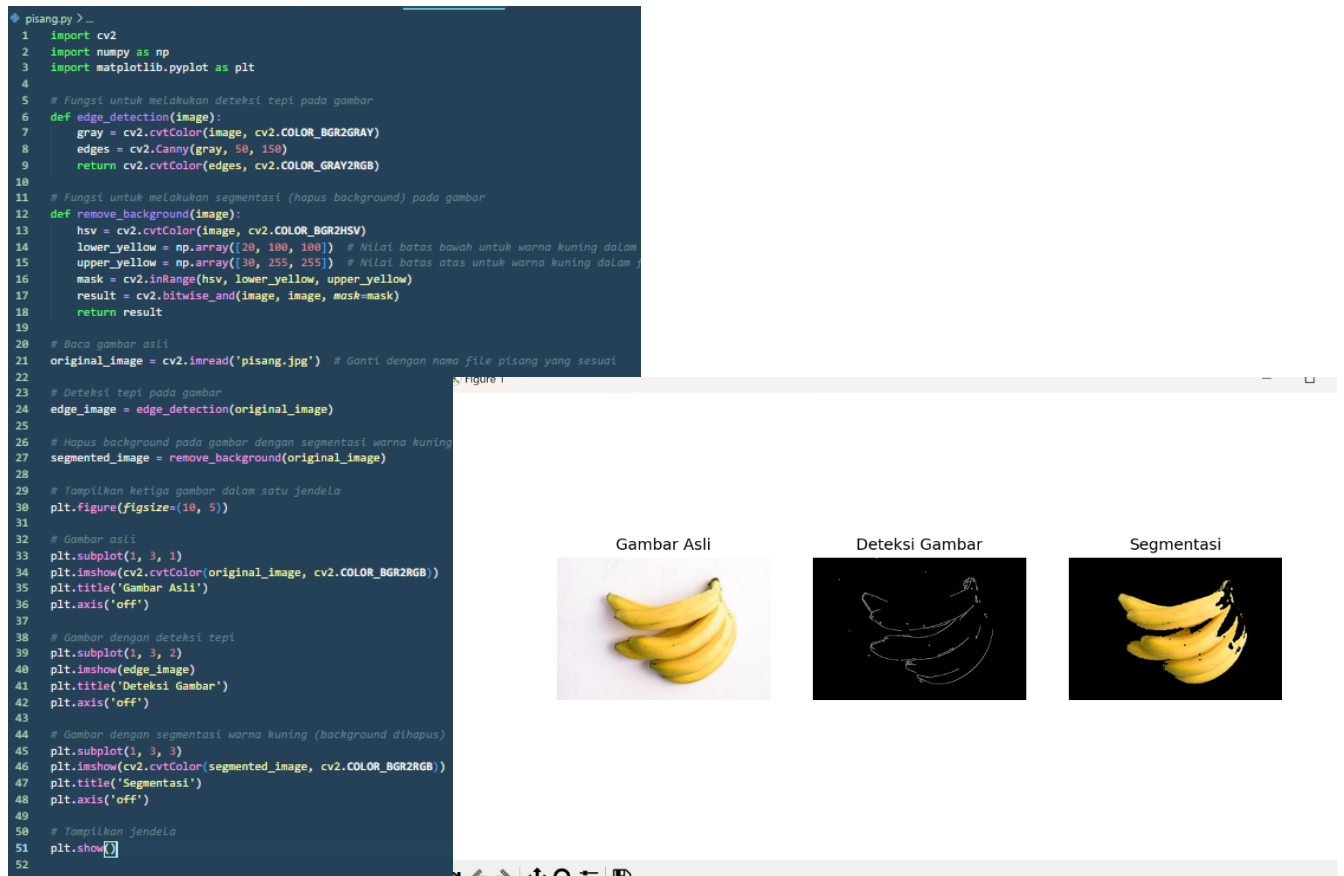 pisang.py > ...
1 import cv2
2 import numpy as np
3 import matplotlib.pyplot as plt
4
5 # Fungsi untuk melakukan deteksi tepi pada gambar
6 def edge_detection(image):
7     gray = cv2.cvtColor(image, cv2.COLOR_BGR2GRAY)
8     edges = cv2.Canny(gray, 50, 150)
9     return cv2.cvtColor(edges, cv2.COLOR_GRAY2RGB)
10
11 # Fungsi untuk melakukan segmentasi (hapus background) pada gambar
12 def remove_background(image):
13     hsv = cv2.cvtColor(image, cv2.COLOR_BGR2HSV)
14     lower_yellow = np.array([20, 100, 100])  # Nilai batas bawah untuk warna kuning dalam
15     upper_yellow = np.array([30, 255, 255])  # Nilai batas atas untuk warna kuning dalam f
16     mask = cv2.inRange(hsv, lower_yellow, upper_yellow)
17     result = cv2.bitwise_and(image, image, mask=mask)
18     return result
19
20 # Baca gambar asli
21 original_image = cv2.imread('pisang.jpg')  # Ganti dengan nama file pisang yang sesuai
22
23 # Deteksi tepi pada gambar
24 edge_image = edge_detection(original_image)
25
26 # Hapus background pada gambar dengan segmentasi warna kuning
27 segmented_image = remove_background(original_image)
28
29 # Tampilkan ketiga gambar dalam satu jendela
30 plt.figure(figsize=(10, 5))
31
32 # Gambar asli
33 plt.subplot(1, 3, 1)
34 plt.imshow(cv2.cvtColor(original_image, cv2.COLOR_BGR2RGB))
35 plt.title('Gambar Asli')
36 plt.axis('off')
37
38 # Gambar dengan deteksi tepi
39 plt.subplot(1, 3, 2)
40 plt.imshow(edge_image)
41 plt.title('Deteksi Gambar')
42 plt.axis('off')
43
44 # Gambar dengan segmentasi warna kuning (background dihapus)
45 plt.subplot(1, 3, 3)
46 plt.imshow(cv2.cvtColor(segmented_image, cv2.COLOR_BGR2RGB))
47 plt.title('Segmentasi')
48 plt.axis('off')
49
50 # Tampilkan jendela
51 plt.show()
52
Figure 1
Gambar Asli
Deteksi Gambar
Segmentasi